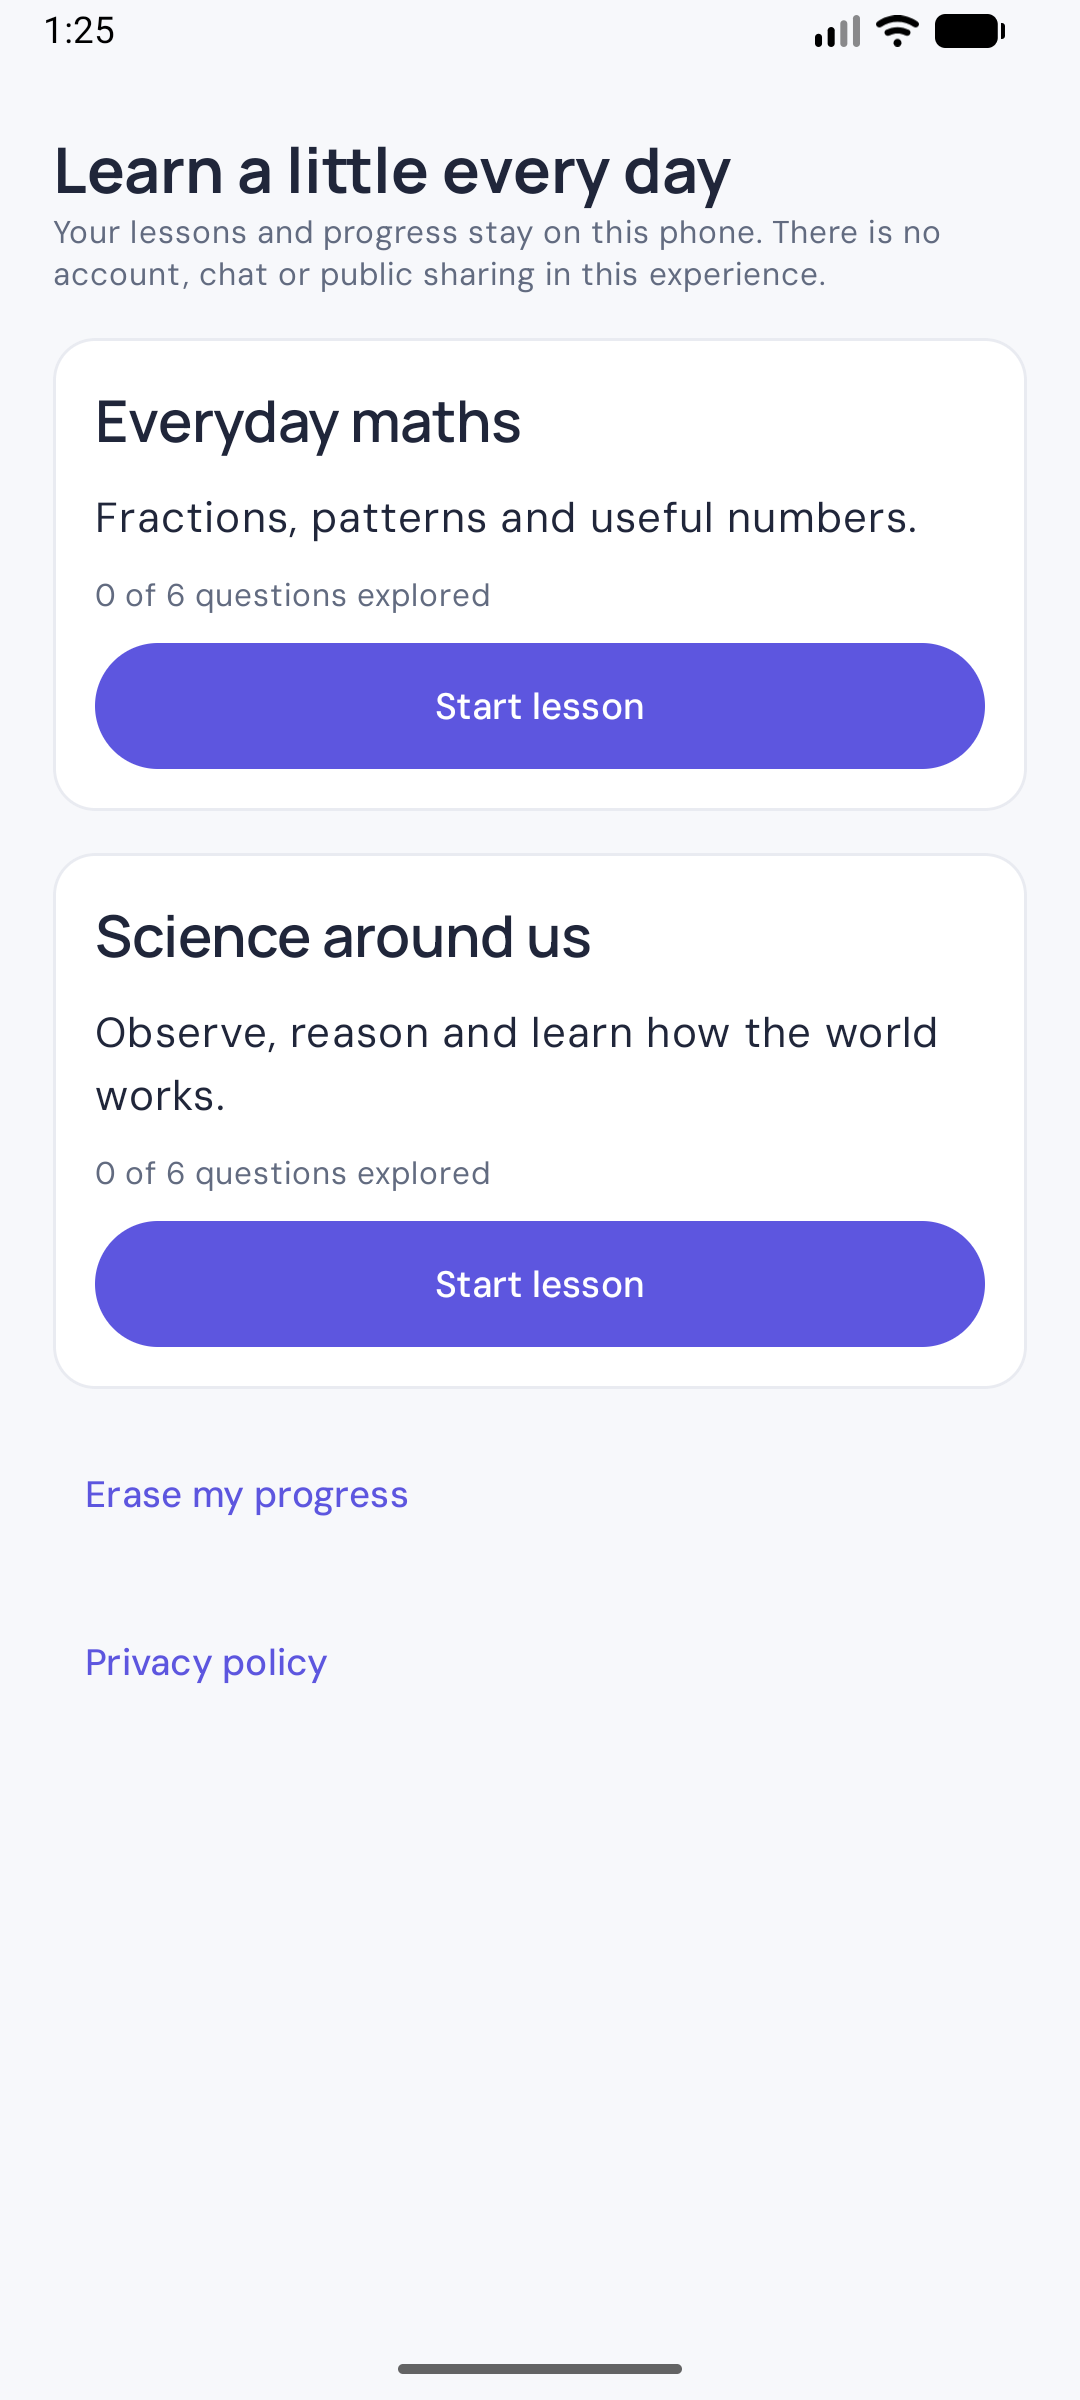 1:25
Learn a little every day
Your lessons and progress stay on this phone. There is no
account, chat or public sharing in this experience.
Everyday maths
Fractions, patterns and useful numbers.
0 of 6 questions explored
Start lesson
Science around us
Observe, reason and learn how the world
works.
0 of 6 questions explored
Start lesson
Erase my progress
Privacy policy